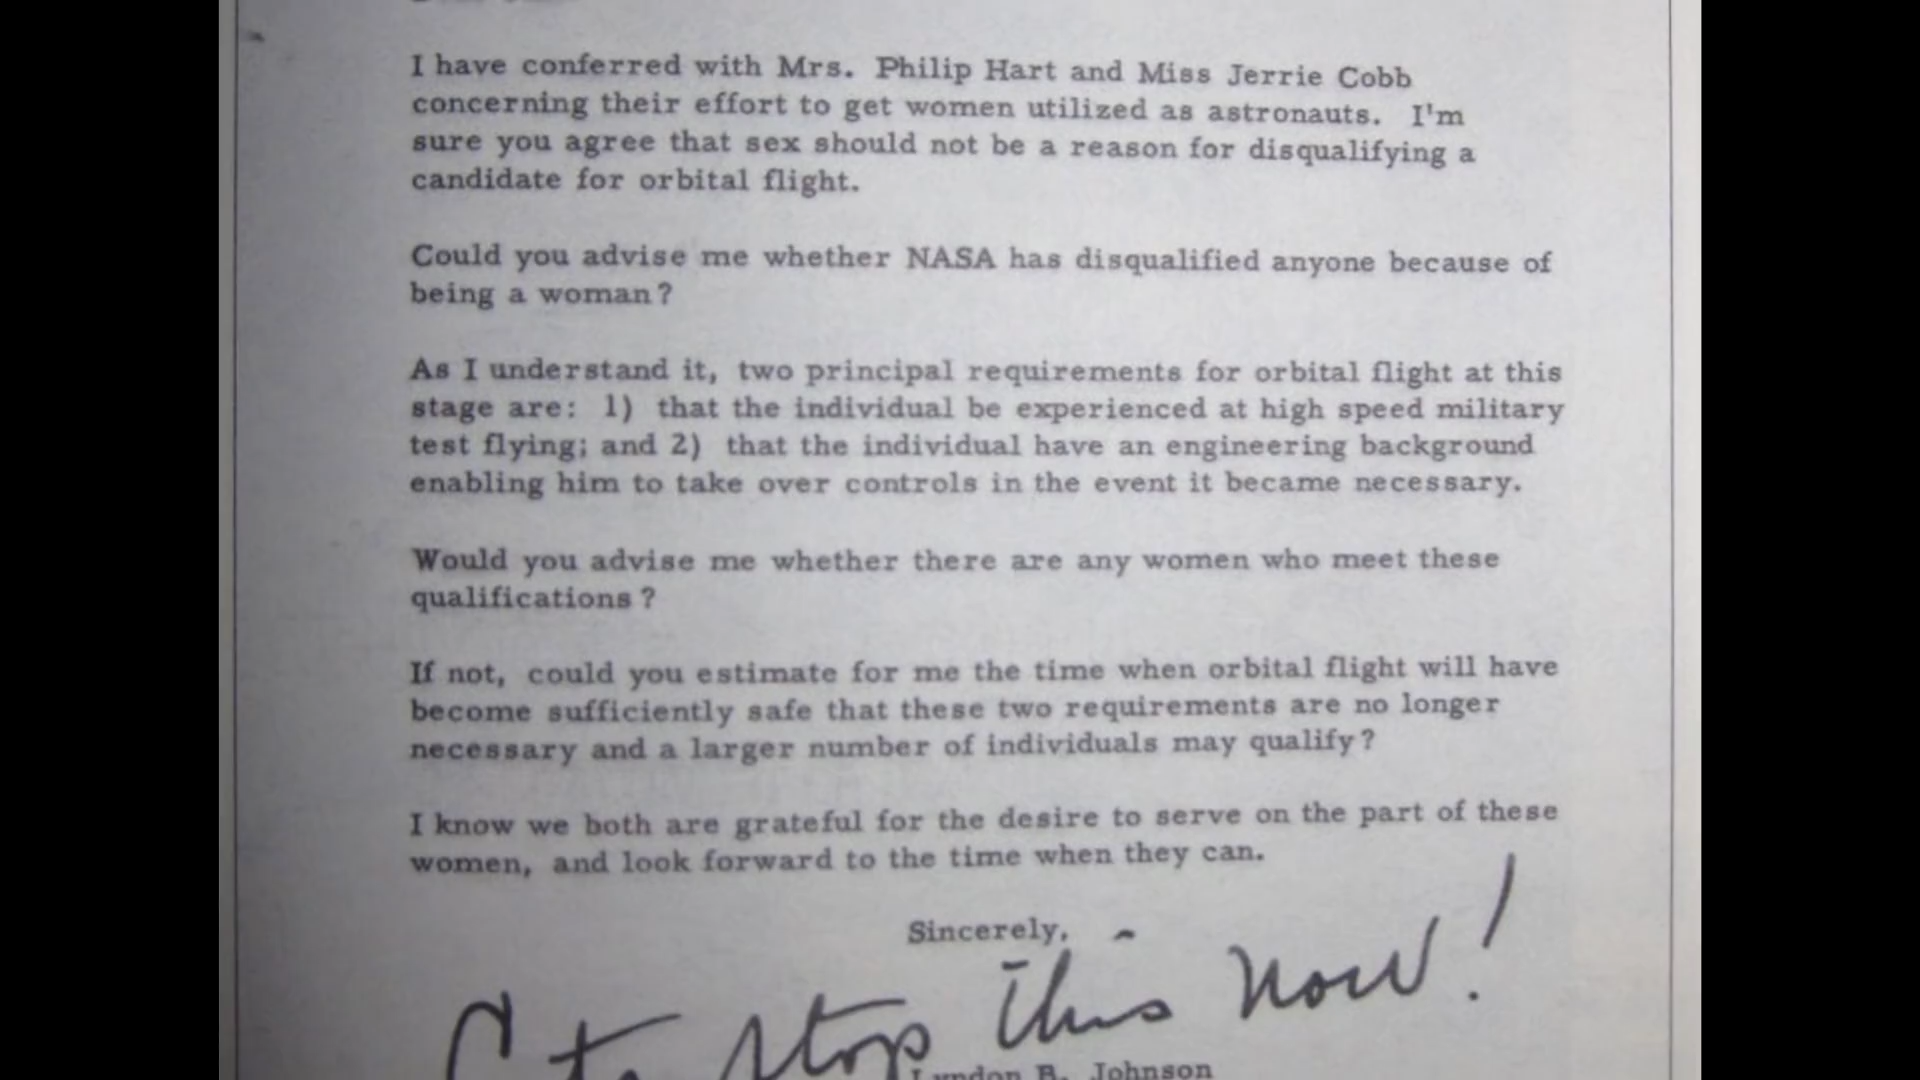 I have conferred with Mrs. Philip Hart and Miss Jerrie Cobb
concerning their effort to get women utilized as astronauts. I'm
sure you agree that sex should not be a reason for disqualifying a
candidate for orbital flight.
Could you advise me whether NASA has disqualified anyone because of
being a woman?
As I understand it, two principal requirements for orbital flight at this
stage are: 1) that the individual be experienced at high speed military
test flying; and 2) that the individual have an engineering background
enabling him to take over controls in the event it became necessary.
Would you advise me whether there are any women who meet these
qualifications?
If not, could you estimate for me the time when orbital flight will have
become sufficiently safe that these two requirements are no longer
necessary and a larger number of individuals may qualify?
I know we both are grateful for the desire to serve on the part of these
women, and look forward to the time when they can.
Sincerely,
stop this now!
Lyndon B. Johnson